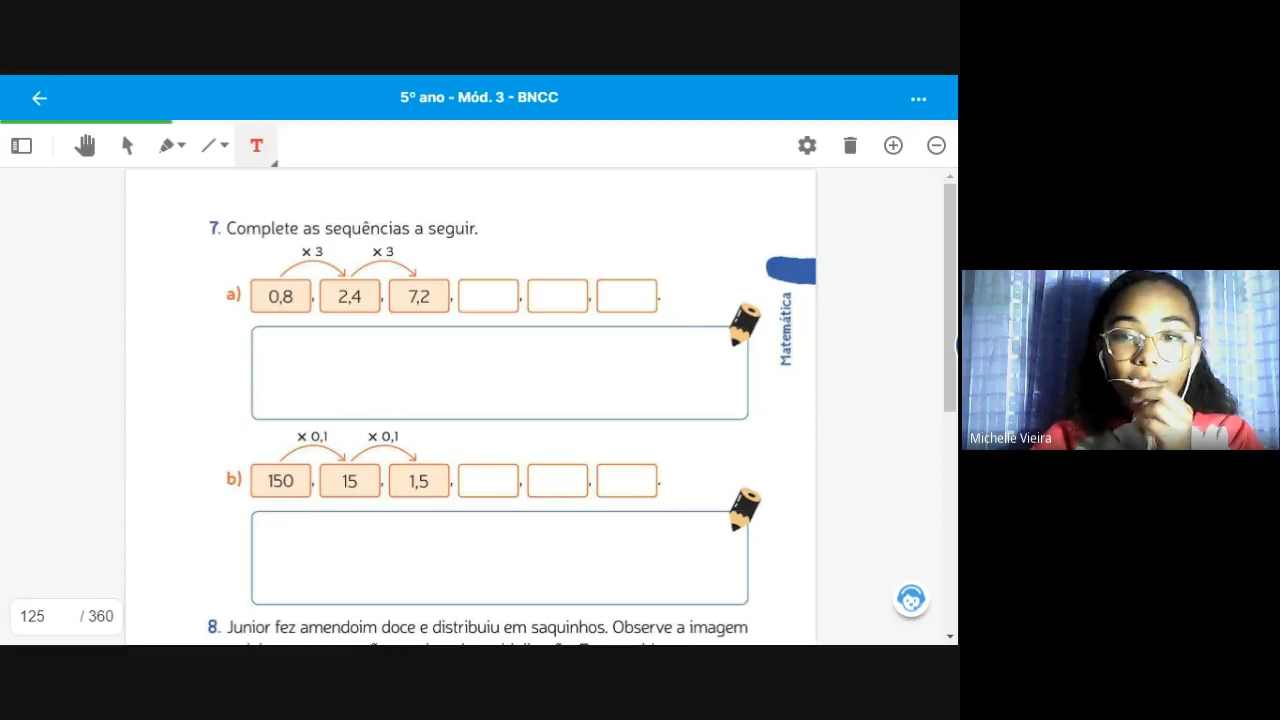 5º ano - Mód. 3 - BNCC
T
7. Complete as sequências a seguir.
x 3 x 3
a) 0,8, 2,4, 7,2, , , .
Matemática
x 0,1 x 0,1
b) 150, 15, 1,5, , , .
8. Junior fez amendoim doce e distribuiu em saquinhos. Observe a imagem
125 / 360
Michelle Vieira